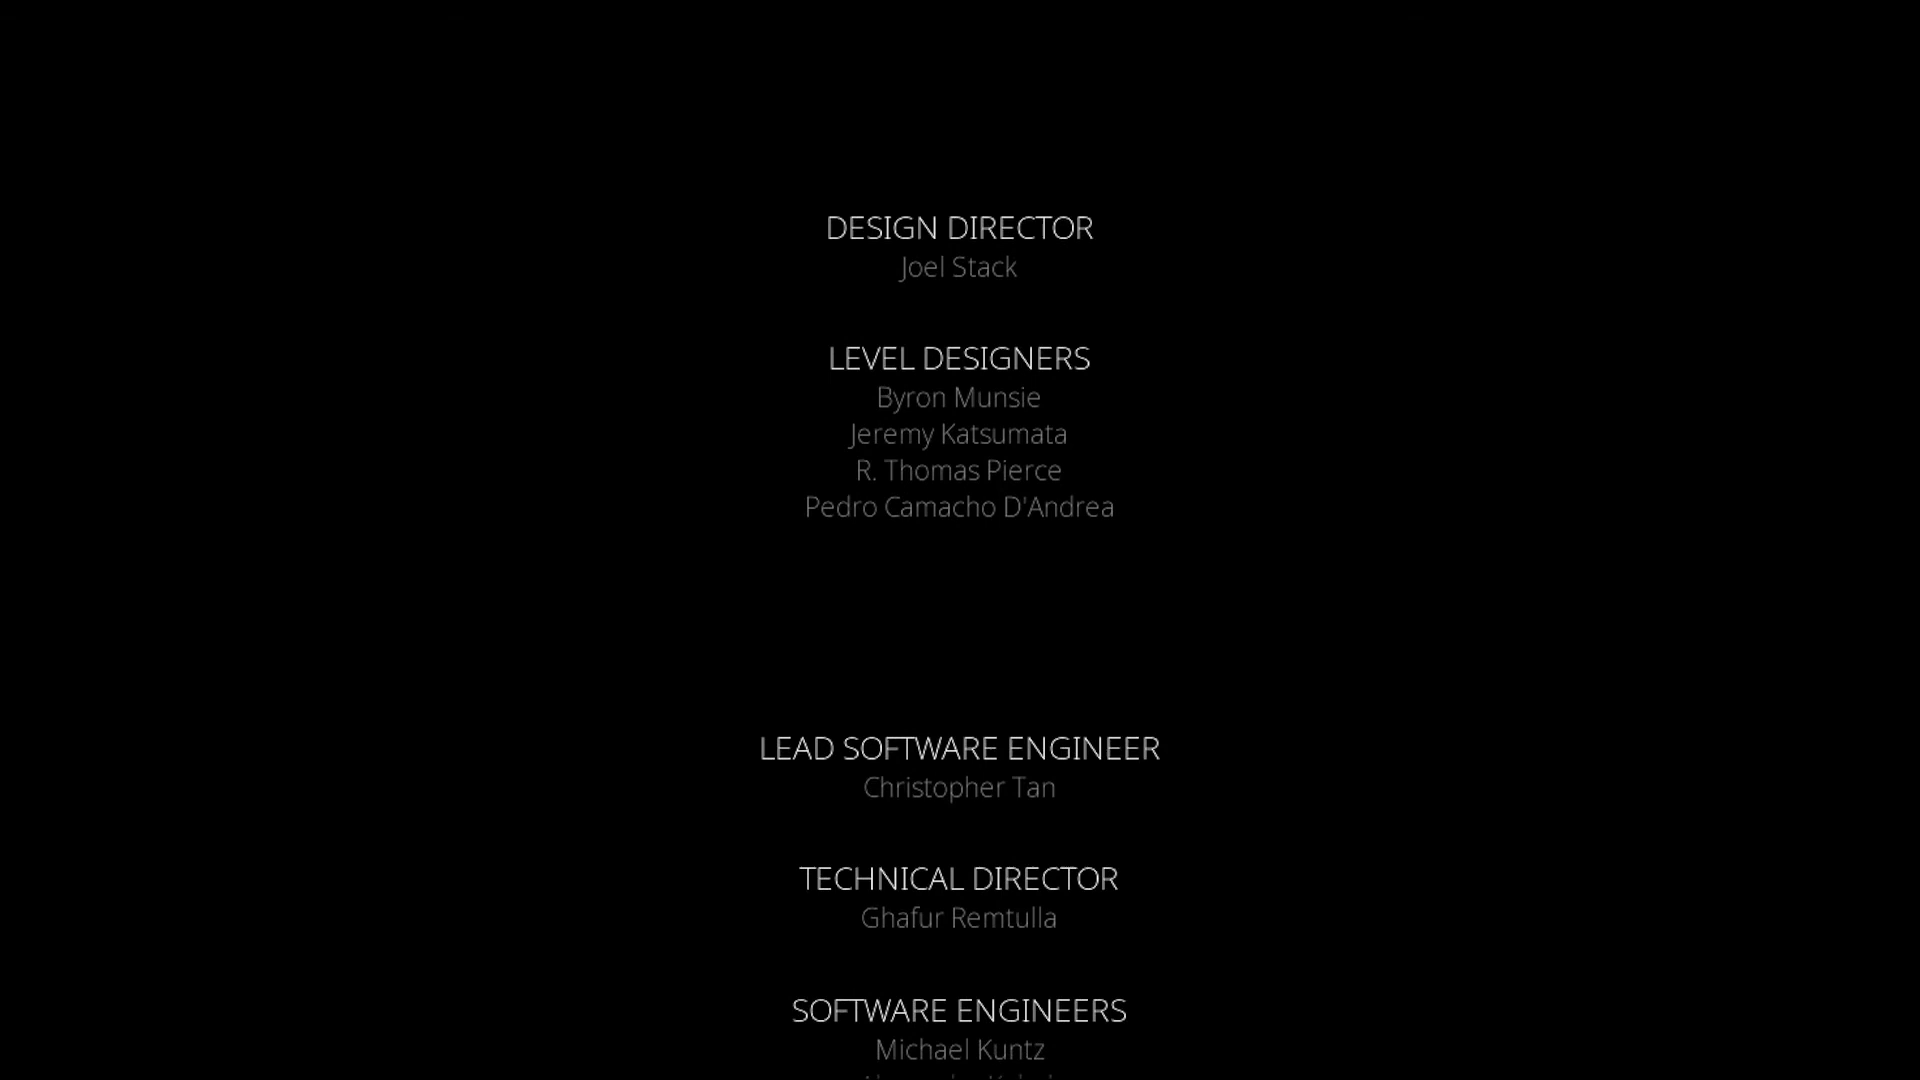 DESIGN DIRECTOR
Joel Stack
LEVEL DESIGNERS
Byron Munsie
Jeremy Katsumata
R. Thomas Pierce
Pedro Camacho D'Andrea
LEAD SOFTWARE ENGINEER
Christopher Tan
TECHNICAL DIRECTOR
Ghafur Remtulla
SOFTWARE ENGINEERS
Michael Kuntz